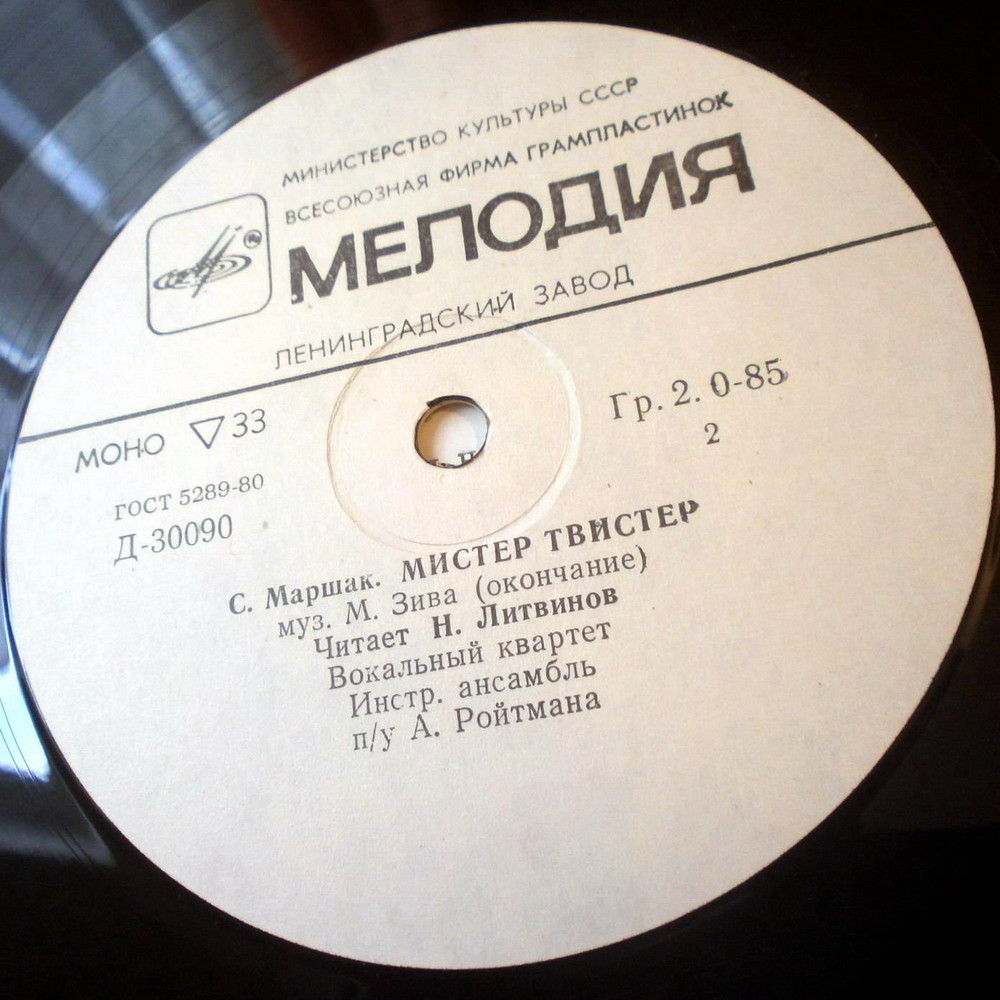 МИНИСТЕРСТВО КУЛЬТУРЫ СССР
ВСЕСОЮЗНАЯ ФИРМА ГРАМПЛАСТИНОК
МЕЛОДИЯ
ЛЕНИНГРАДСКИЙ ЗАВОД
МОНО ▽33
Гр. 2. 0-85
2
ГОСТ 5289-80
Д-30090
С. Маршак. МИСТЕР ТВИСТЕР
муз. М. Зива (окончание)
Читает Н. Литвинов
Вокальный квартет
Инстр. ансамбль
п/у А. Ройтмана